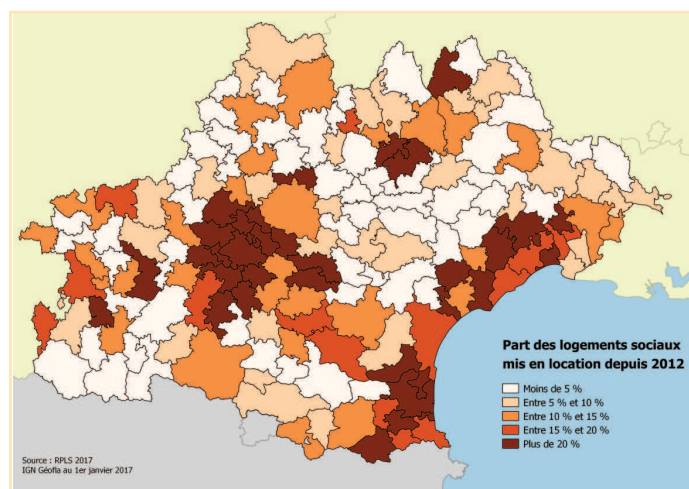 Part des logements sociaux
mis en location depuis 2012
Moins de 5 %
Entre 5 % et 10 %
Entre 10 % et 15 %
Entre 15 % et 20 %
Plus de 20 %
Source : RPLS 2017
IGN Géofla au 1er janvier 2017